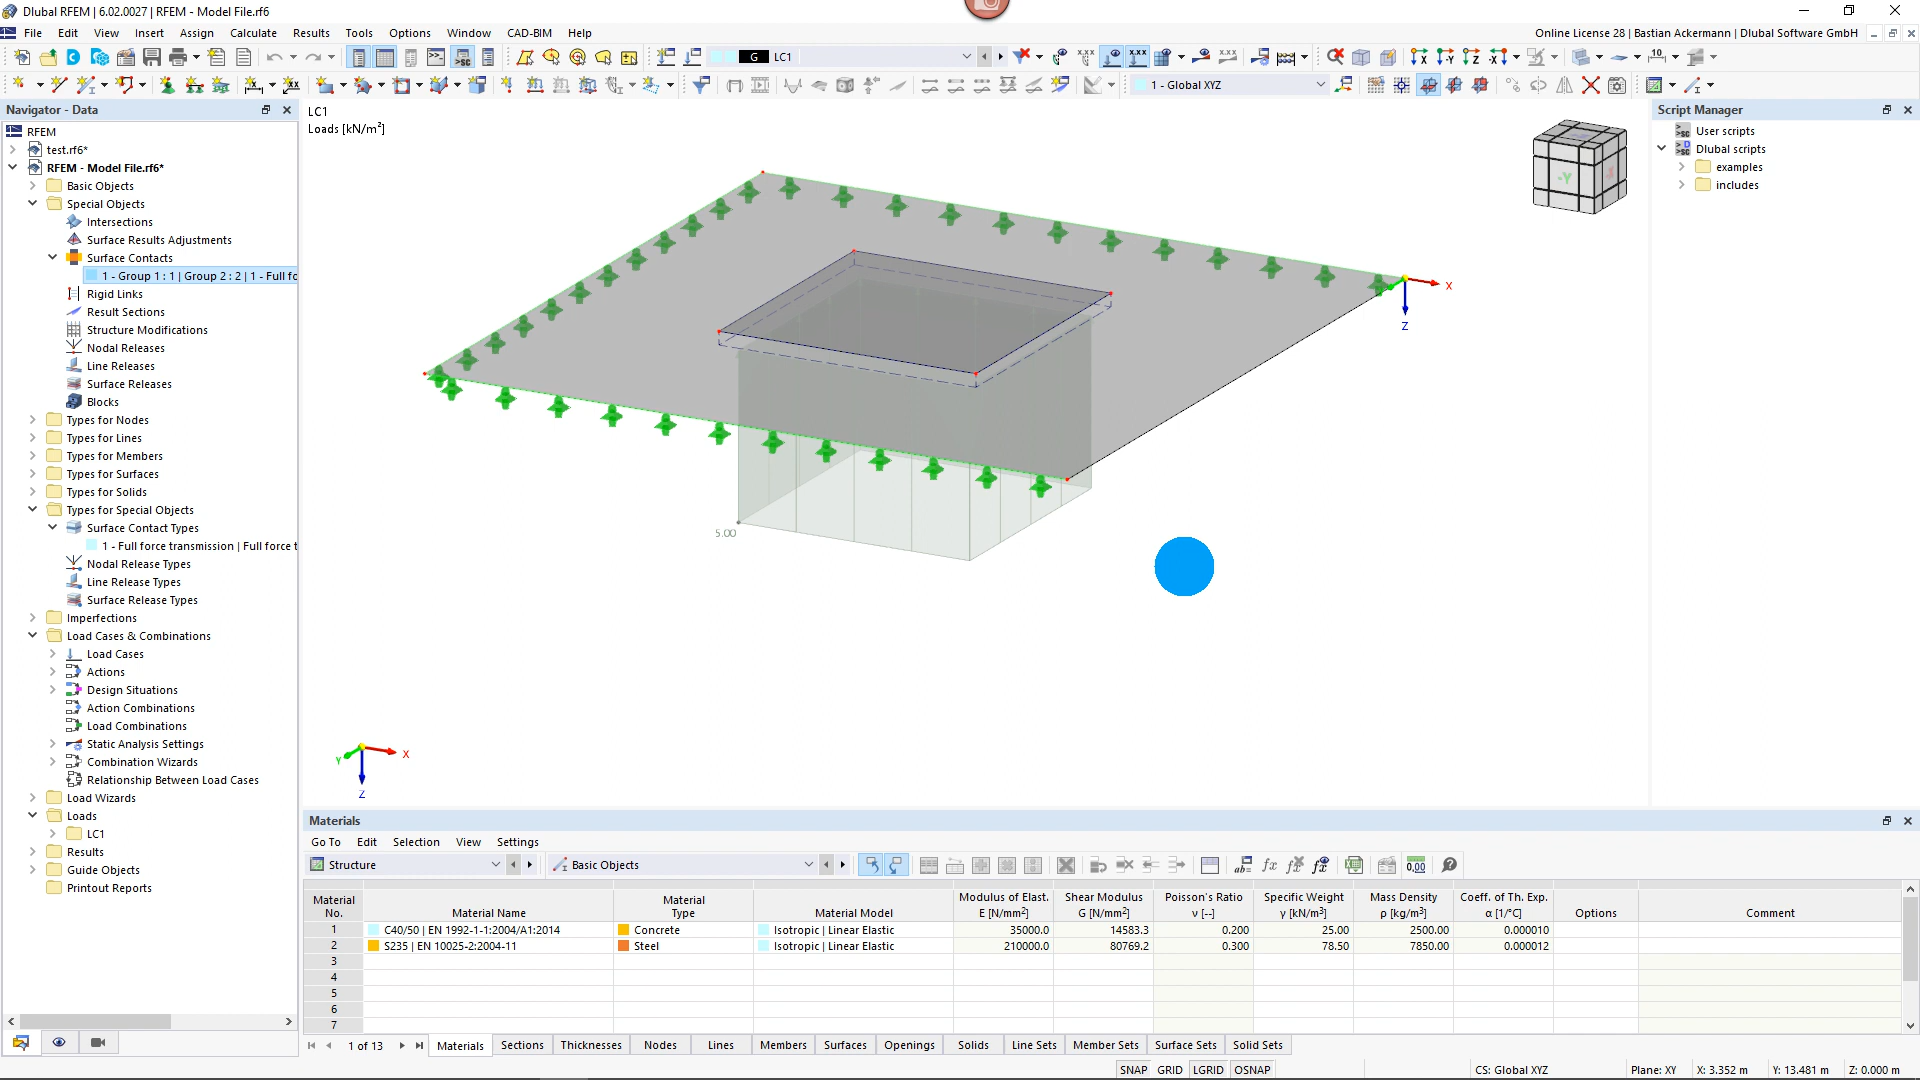 Dlubal RFEM | 6.02.0027 | RFEM - Model File.rf6*
File Edit View Insert Assign Calculate Results Tools Options Window CAD-BIM Help
Online License 28 | Bastian Ackermann | Dlubal Software GmbH
G LC1
1 - Global XYZ
Navigator - Data
RFEM
test.rf6*
RFEM - Model File.rf6*
Basic Objects
Special Objects
Intersections
Surface Results Adjustments
Surface Contacts
1 - Group 1 : 1 | Group 2 : 2 | 1 - Full fo
Rigid Links
Result Sections
Structure Modifications
Nodal Releases
Line Releases
Surface Releases
Blocks
Types for Nodes
Types for Lines
Types for Members
Types for Surfaces
Types for Solids
Types for Special Objects
Surface Contact Types
1 - Full force transmission | Full force t
Nodal Release Types
Line Release Types
Surface Release Types
Imperfections
Load Cases & Combinations
Load Cases
Actions
Design Situations
Action Combinations
Load Combinations
Static Analysis Settings
Combination Wizards
Relationship Between Load Cases
Load Wizards
Loads
LC1
Results
Guide Objects
Printout Reports
LC1
Loads [kN/m²]
X
Z
-Y
5.00
Y
X
Z
Script Manager
User scripts
Dlubal scripts
examples
includes
Materials
Go To Edit Selection View Settings
Structure
Basic Objects
Material No. Material Name Material Type Material Model Modulus of Elast. E [N/mm²] Shear Modulus G [N/mm²] Poisson's Ratio ν [--] Specific Weight γ [kN/m³] Mass Density ρ [kg/m³] Coeff. of Th. Exp. α [1/°C] Options Comment
1 C40/50 | EN 1992-1-1:2004/A1:2014 Concrete Isotropic | Linear Elastic 35000.0 14583.3 0.200 25.00 2500.00 0.000010
2 S235 | EN 10025-2:2004-11 Steel Isotropic | Linear Elastic 210000.0 80769.2 0.300 78.50 7850.00 0.000012
3
4
5
6
7
1 of 13
Materials Sections Thicknesses Nodes Lines Members Surfaces Openings Solids Line Sets Member Sets Surface Sets Solid Sets
SNAP GRID LGRID OSNAP
CS: Global XYZ
Plane: XY X: 3.352 m Y: 13.481 m Z: 0.000 m